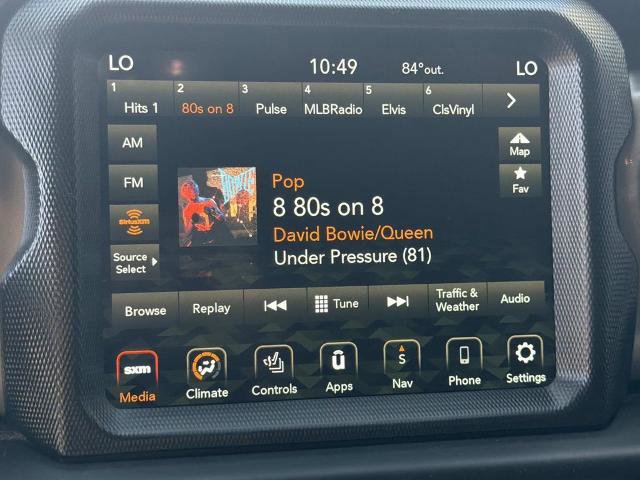 LO 10:49 84°out. LO
1 Hits 1 2 80s on 8 3 Pulse 4 MLBRadio 5 Elvis 6 ClsVinyl
AM
Map
FM
Fav
Pop
8 80s on 8
SiriusXM
David Bowie/Queen
Source
Select
Under Pressure (81)
Browse Replay Tune Traffic &
Weather Audio
sxm S
Media Climate Controls Apps Nav Phone Settings